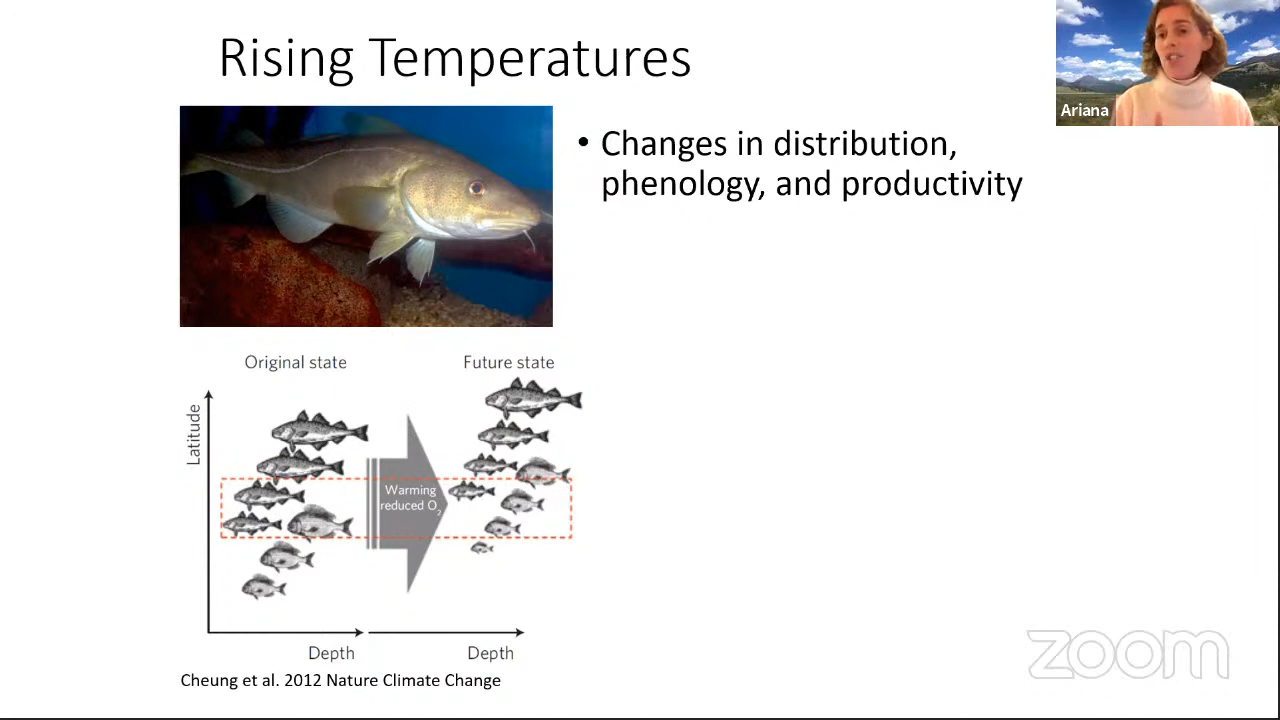 Rising Temperatures
Ariana
• Changes in distribution,
phenology, and productivity
Original state
Future state
Latitude
Warming
reduced O2
Depth
Depth
Cheung et al. 2012 Nature Climate Change
zoom